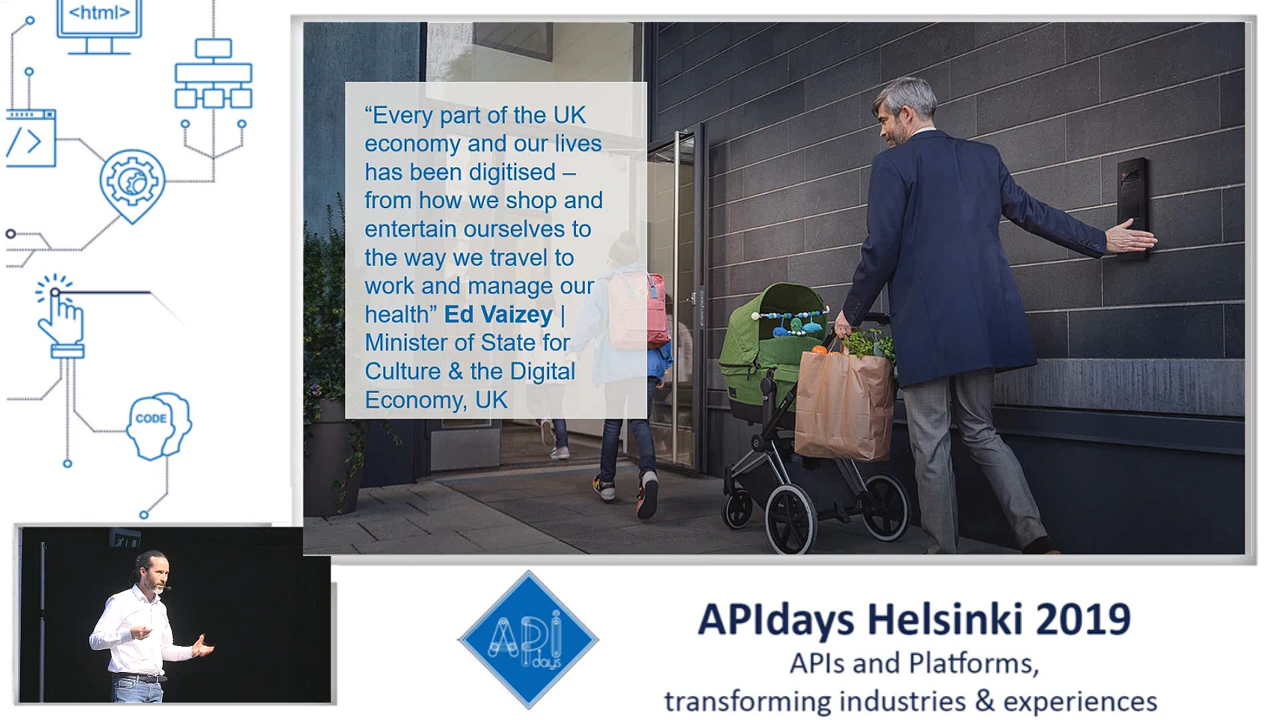 <html>
</>
CODE
“Every part of the UK
economy and our lives
has been digitised –
from how we shop and
entertain ourselves to
the way we travel to
work and manage our
health” Ed Vaizey |
Minister of State for
Culture & the Digital
Economy, UK
API
days
APIdays Helsinki 2019
APIs and Platforms,
transforming industries & experiences